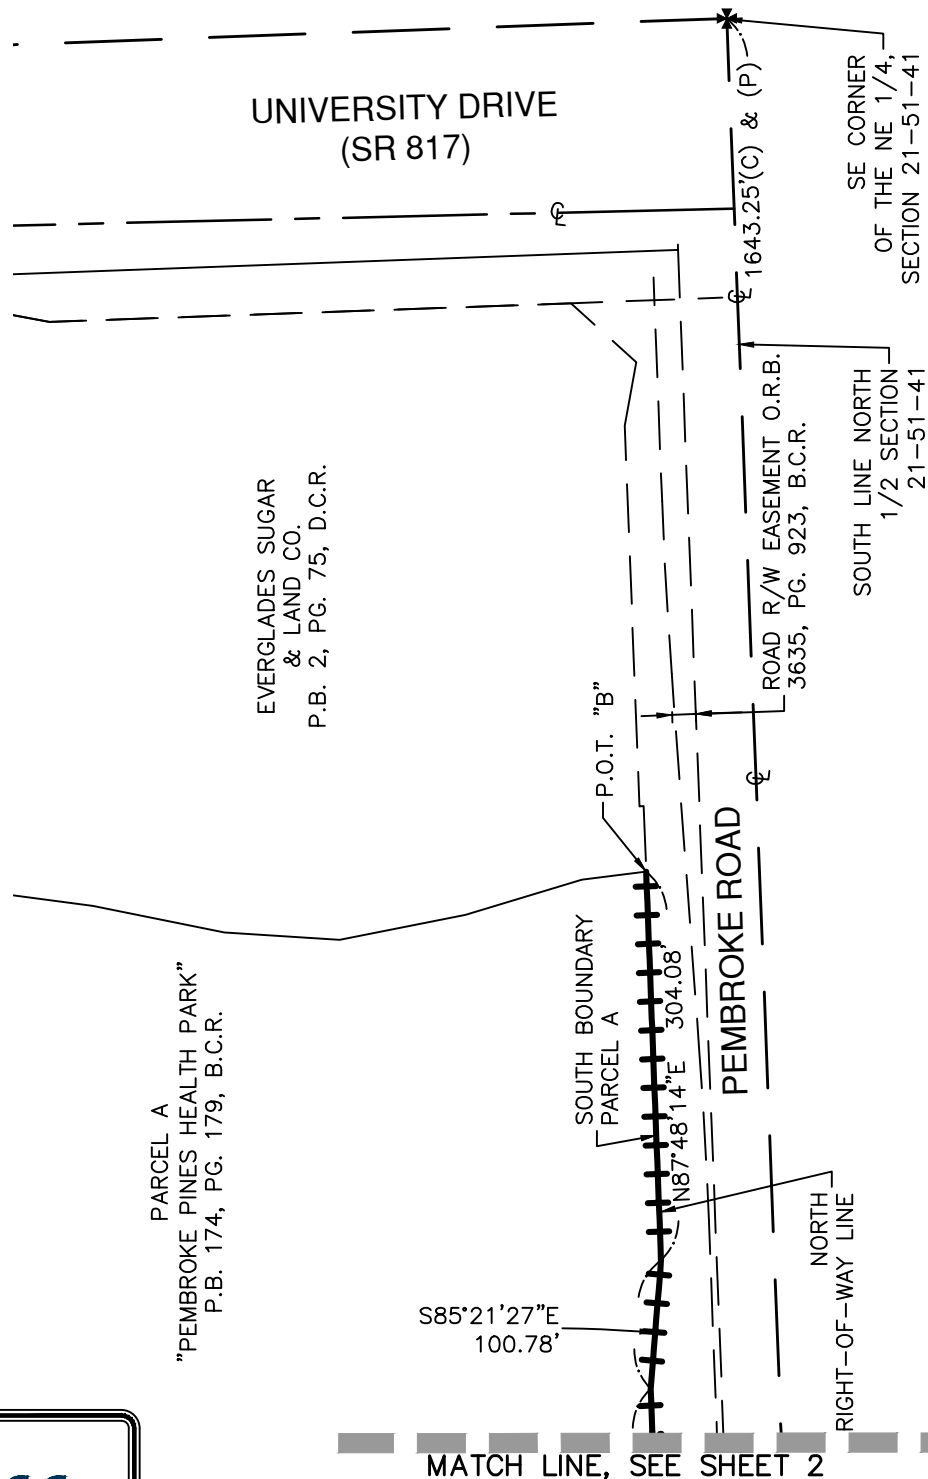 UNIVERSITY DRIVE
(SR 817)
1643.25'(C) & (P)
SE CORNER
OF THE NE 1/4,
SECTION 21-51-41
SOUTH LINE NORTH
1/2 SECTION
21-51-41
ROAD R/W EASEMENT O.R.B.
3635, PG. 923, B.C.R.
EVERGLADES SUGAR
& LAND CO.
P.B. 2, PG. 75, D.C.R.
P.O.T. "B"
PEMBROKE ROAD
SOUTH BOUNDARY
PARCEL A
N87°48'14"E 304.08'
PARCEL A
"PEMBROKE PINES HEALTH PARK"
P.B. 174, PG. 179, B.C.R.
NORTH
RIGHT-OF-WAY LINE
S85°21'27"E
100.78'
MATCH LINE, SEE SHEET 2